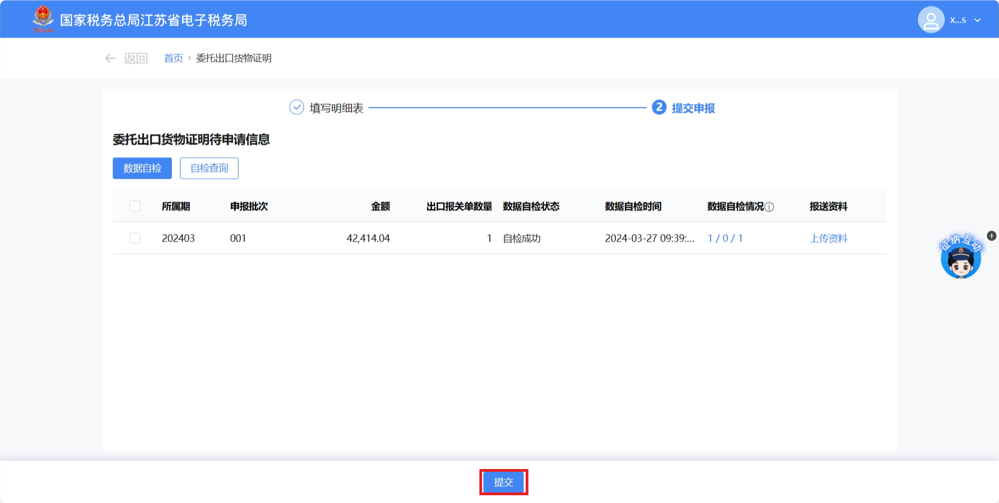 国家税务总局江苏省电子税务局
x...s
返回 首页 > 委托出口货物证明
填写明细表 2 提交申报
委托出口货物证明待申请信息
数据自检 自检查询
所属期 申报批次 金额 出口报关单数量 数据自检状态 数据自检时间 数据自检情况 报送资料
202403 001 42,414.04 1 自检成功 2024-03-27 09:39:... 1 / 0 / 1 上传资料
征纳互动
提交